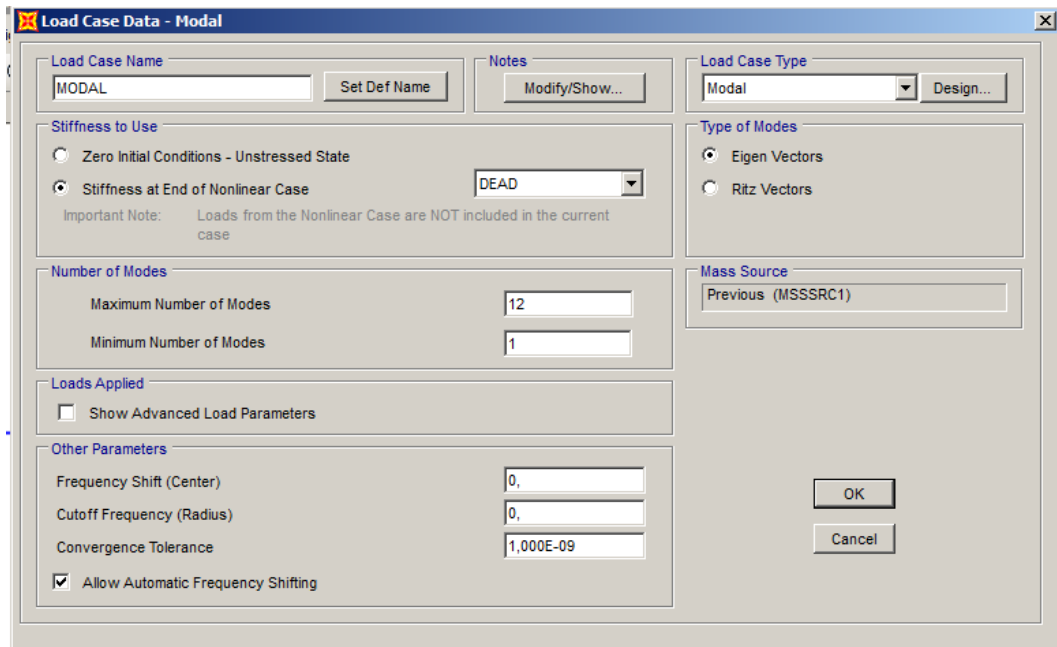 Load Case Data - Modal
Load Case Name
MODAL
Set Def Name
Notes
Modify/Show...
Load Case Type
Modal
Design...
Stiffness to Use
Zero Initial Conditions - Unstressed State
Stiffness at End of Nonlinear Case
DEAD
Important Note: Loads from the Nonlinear Case are NOT included in the current
case
Type of Modes
Eigen Vectors
Ritz Vectors
Number of Modes
Maximum Number of Modes
12
Minimum Number of Modes
1
Mass Source
Previous (MSSSRC1)
Loads Applied
Show Advanced Load Parameters
Other Parameters
Frequency Shift (Center)
0,
Cutoff Frequency (Radius)
0,
Convergence Tolerance
1,000E-09
Allow Automatic Frequency Shifting
OK
Cancel